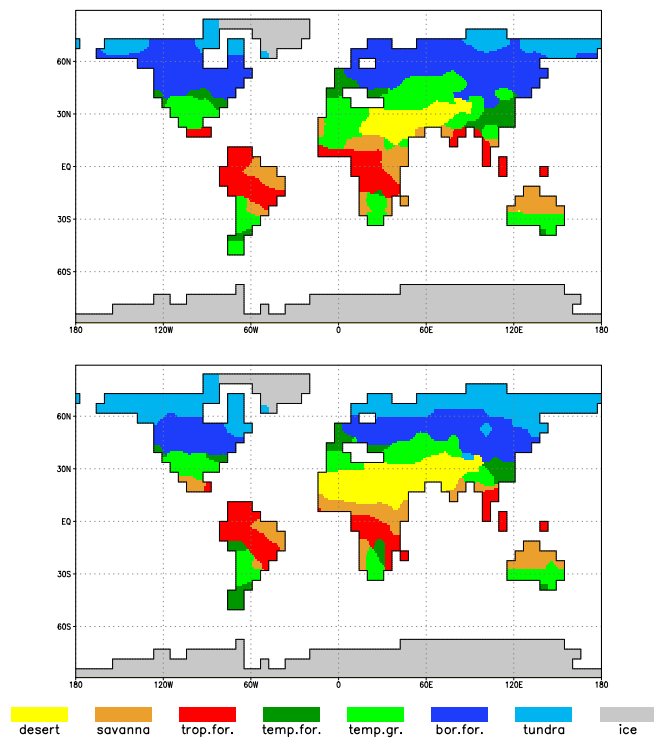 60N
30N
EQ
30S
60S
180 120W 60W 0 60E 120E 180
60N
30N
EQ
30S
60S
180 120W 60W 0 60E 120E 180
desert savanna trop.for. temp.for. temp.gr. bor.for. tundra ice